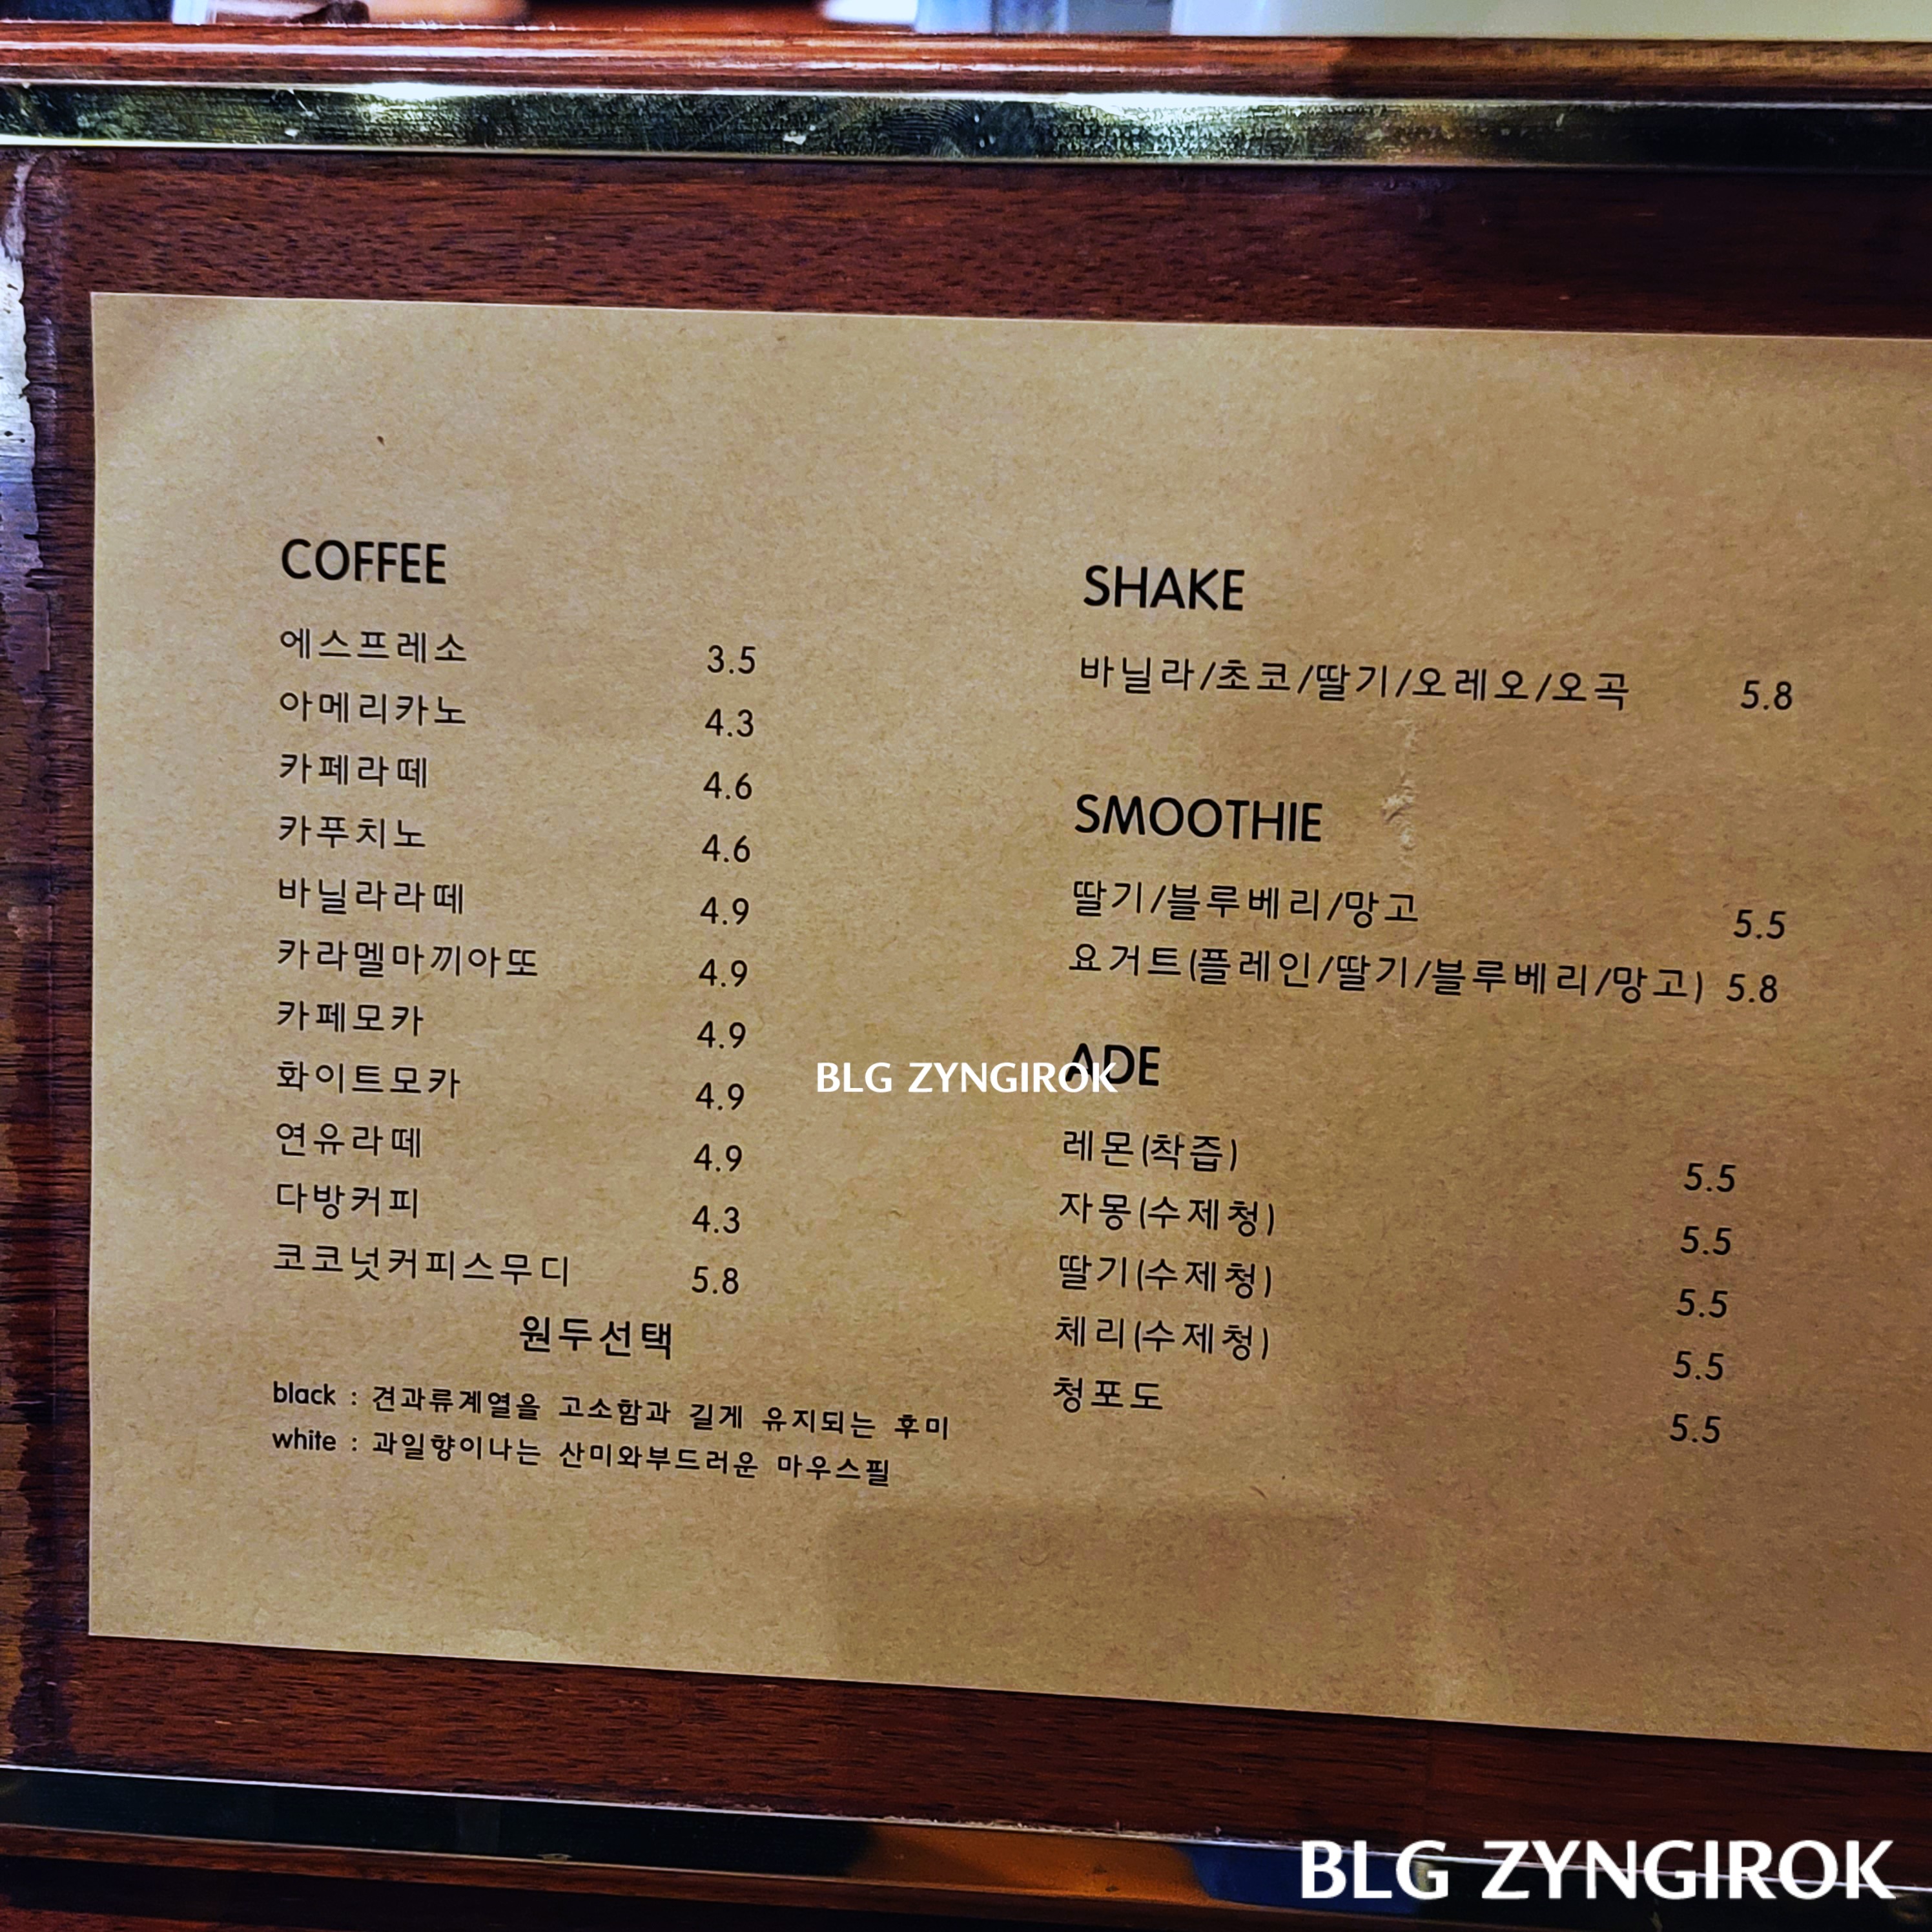 COFFEE
에스프레소 3.5
아메리카노 4.3
카페라떼 4.6
카푸치노 4.6
바닐라라떼 4.9
카라멜마끼아또 4.9
카페모카 4.9
화이트모카 4.9
연유라떼 4.9
다방커피 4.3
코코넛커피스무디 5.8
원두선택
black : 견과류계열을 고소함과 길게 유지되는 후미
white : 과일향이나는 산미와부드러운 마우스필
SHAKE
바닐라/초코/딸기/오레오/오곡 5.8
SMOOTHIE
딸기/블루베리/망고 5.5
요거트(플레인/딸기/블루베리/망고) 5.8
ADE
레몬(착즙) 5.5
자몽(수제청) 5.5
딸기(수제청) 5.5
체리(수제청) 5.5
청포도 5.5
BLG ZYNGIROK
BLG ZYNGIROK